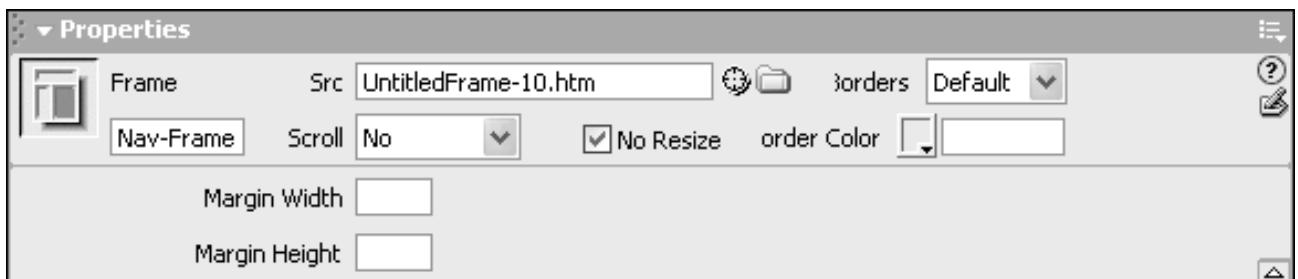 Properties
Frame Src UntitledFrame-10.htm Borders Default
Nav-Frame Scroll No No Resize order Color
Margin Width
Margin Height